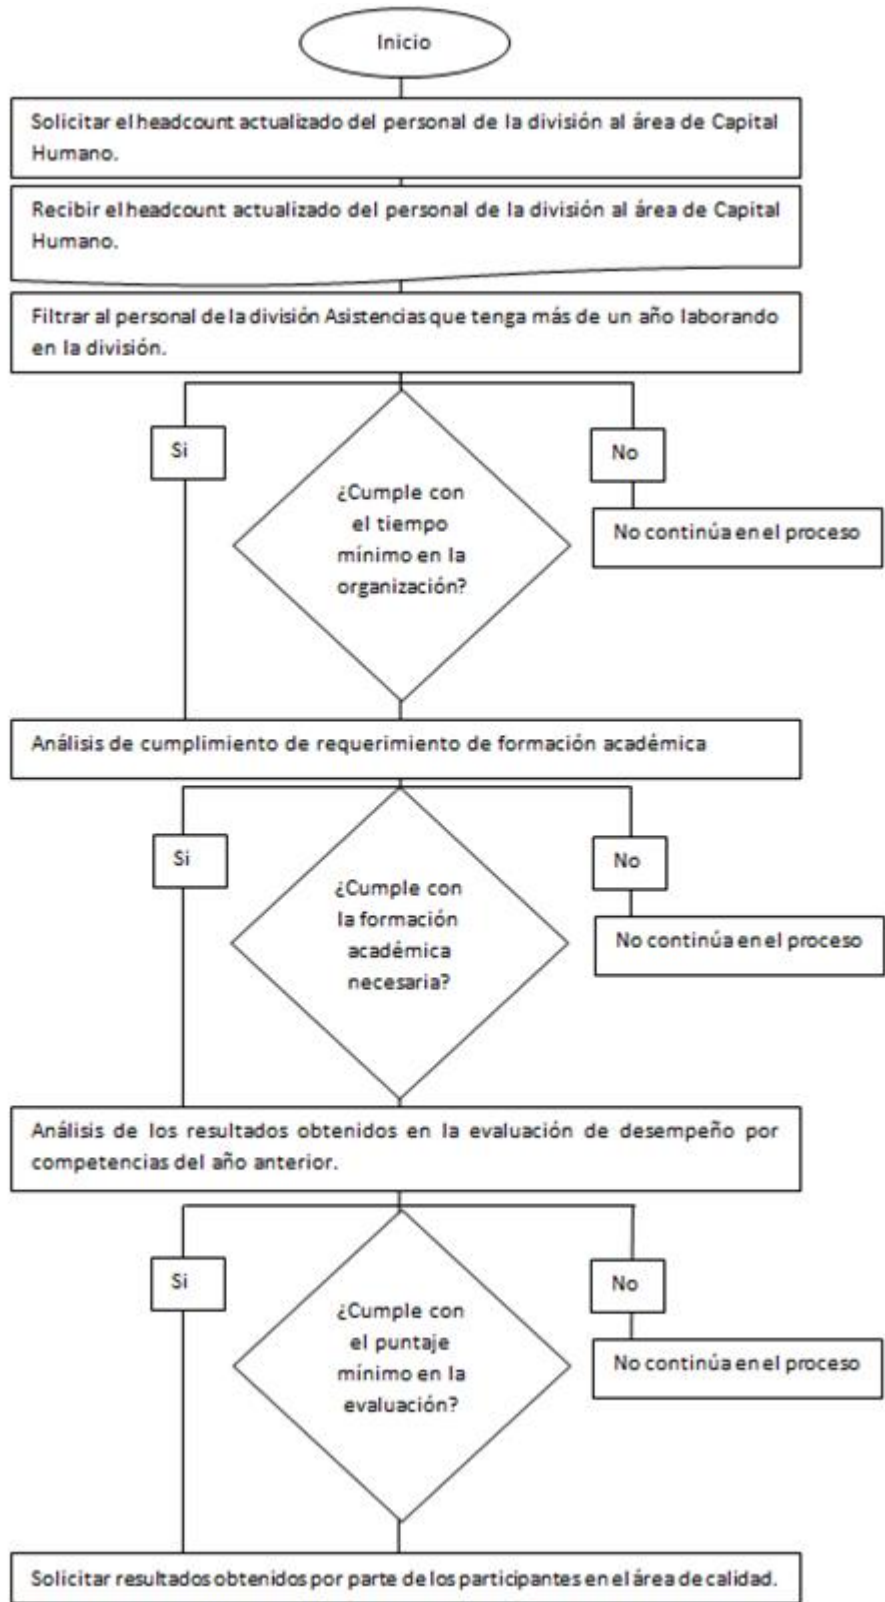 Inicio
Solicitar el headcount actualizado del personal de la división al área de Capital
Humano.
Recibir el headcount actualizado del personal de la división al área de Capital
Humano.
Filtrar al personal de la división Asistencias que tenga más de un año laborando
en la división.
Si
No
¿Cumple con
el tiempo
mínimo en la
organización?
No continúa en el proceso
Análisis de cumplimiento de requerimiento de formación académica
Si
No
¿Cumple con
la formación
académica
necesaria?
No continúa en el proceso
Análisis de los resultados obtenidos en la evaluación de desempeño por
competencias del año anterior.
Si
No
¿Cumple con
el puntaje
mínimo en la
evaluación?
No continúa en el proceso
Solicitar resultados obtenidos por parte de los participantes en el área de calidad.